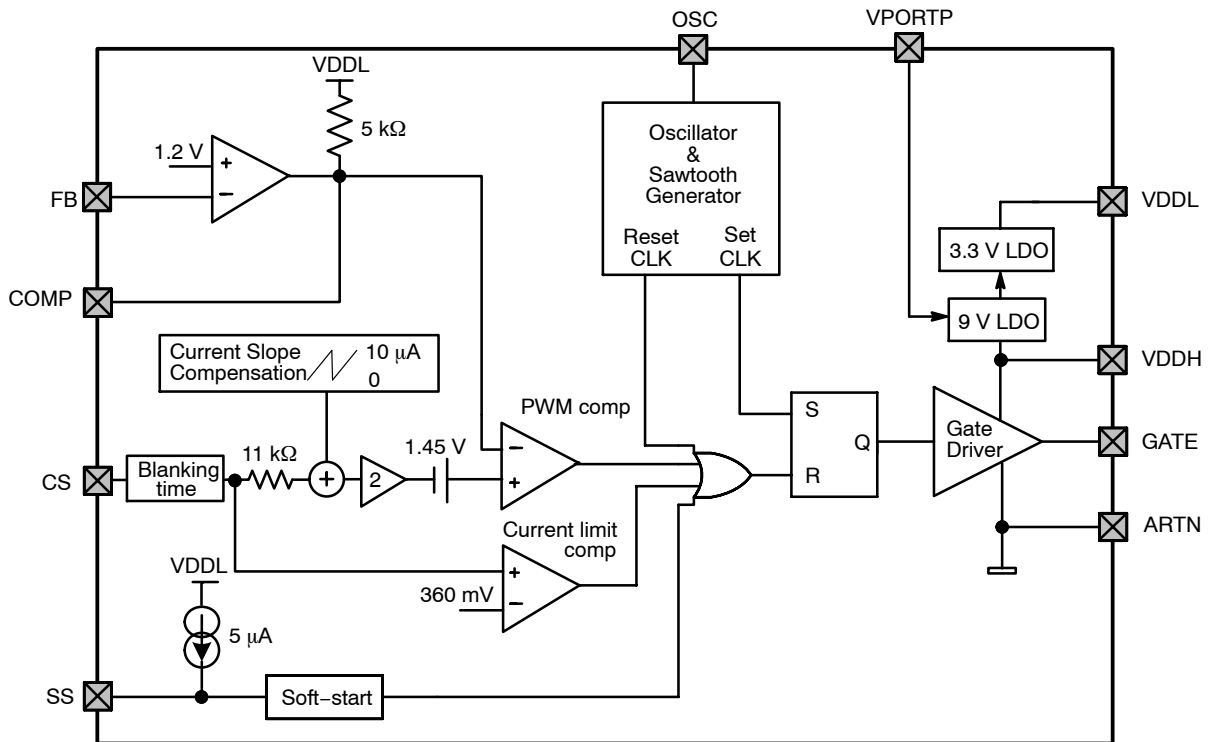 OSC
VPORTP
VDDL
5 kΩ
1.2 V
+
−
FB
COMP
Oscillator
&
Sawtooth
Generator
Reset
CLK
Set
CLK
VDDL
3.3 V LDO
9 V LDO
VDDH
Current Slope
Compensation
10 μA
0
PWM comp
1.45 V
−
+
11 kΩ
CS
Blanking
time
+
2
S
Q
R
Gate
Driver
GATE
Current limit
comp
+
−
360 mV
ARTN
VDDL
5 μA
SS
Soft−start